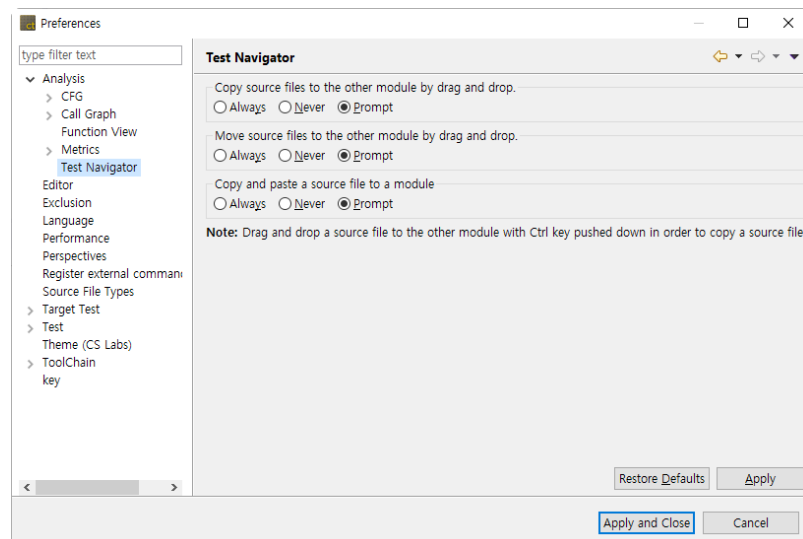 Preferences
type filter text
Analysis
CFG
Call Graph
Function View
Metrics
Test Navigator
Editor
Exclusion
Language
Performance
Perspectives
Register external comman
Source File Types
Target Test
Test
Theme (CS Labs)
ToolChain
key
Test Navigator
Copy source files to the other module by drag and drop.
Always Never Prompt
Move source files to the other module by drag and drop.
Always Never Prompt
Copy and paste a source file to a module
Always Never Prompt
Note: Drag and drop a source file to the other module with Ctrl key pushed down in order to copy a source file
Restore Defaults Apply
Apply and Close Cancel